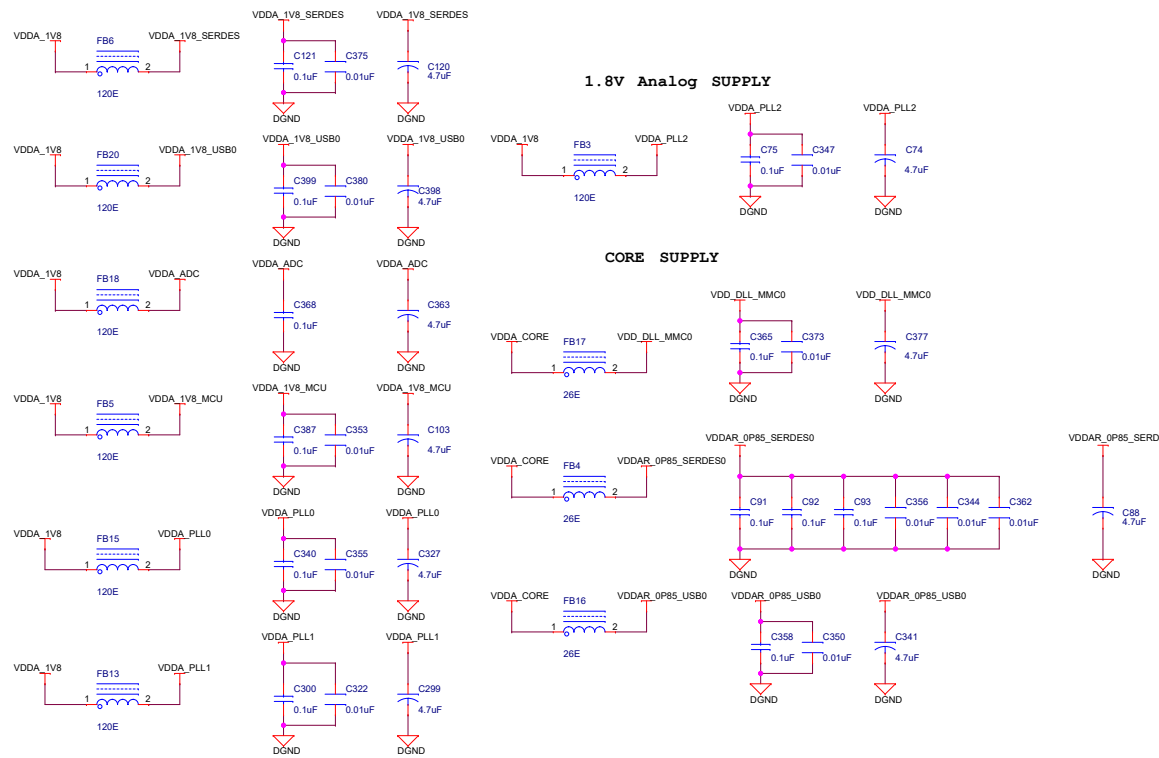 VDDA_1V8
FB6
VDDA_1V8_SERDES
1
2
120E
VDDA_1V8_SERDES
C121
0.1uF
C375
0.01uF
DGND
VDDA_1V8_SERDES
C120
4.7uF
DGND
VDDA_1V8
FB20
VDDA_1V8_USB0
1
2
120E
VDDA_1V8_USB0
C399
0.1uF
C380
0.01uF
DGND
VDDA_1V8_USB0
C398
4.7uF
DGND
VDDA_1V8
FB18
VDDA_ADC
1
2
120E
VDDA_ADC
C368
0.1uF
DGND
VDDA_ADC
C363
4.7uF
DGND
VDDA_1V8
FB5
VDDA_1V8_MCU
1
2
120E
VDDA_1V8_MCU
C387
0.1uF
C353
0.01uF
DGND
VDDA_1V8_MCU
C103
4.7uF
DGND
VDDA_1V8
FB15
VDDA_PLL0
1
2
120E
VDDA_PLL0
C340
0.1uF
C355
0.01uF
DGND
VDDA_PLL0
C327
4.7uF
DGND
VDDA_1V8
FB13
VDDA_PLL1
1
2
120E
VDDA_PLL1
C300
0.1uF
C322
0.01uF
DGND
VDDA_PLL1
C299
4.7uF
DGND
1.8V Analog SUPPLY
VDDA_1V8
FB3
VDDA_PLL2
1
2
120E
VDDA_PLL2
C75
0.1uF
C347
0.01uF
DGND
VDDA_PLL2
C74
4.7uF
DGND
CORE SUPPLY
VDDA_CORE
FB17
VDD_DLL_MMC0
1
2
26E
VDD_DLL_MMC0
C365
0.1uF
C373
0.01uF
DGND
VDD_DLL_MMC0
C377
4.7uF
DGND
VDDA_CORE
FB4
VDDAR_0P85_SERDES0
1
2
26E
VDDAR_0P85_SERDES0
C91
0.1uF
C92
0.1uF
C93
0.1uF
C356
0.01uF
C344
0.01uF
C362
0.01uF
DGND
VDDAR_0P85_SERD
C88
4.7uF
DGND
VDDA_CORE
FB16
VDDAR_0P85_USB0
1
2
26E
VDDAR_0P85_USB0
C358
0.1uF
C350
0.01uF
DGND
VDDAR_0P85_USB0
C341
4.7uF
DGND